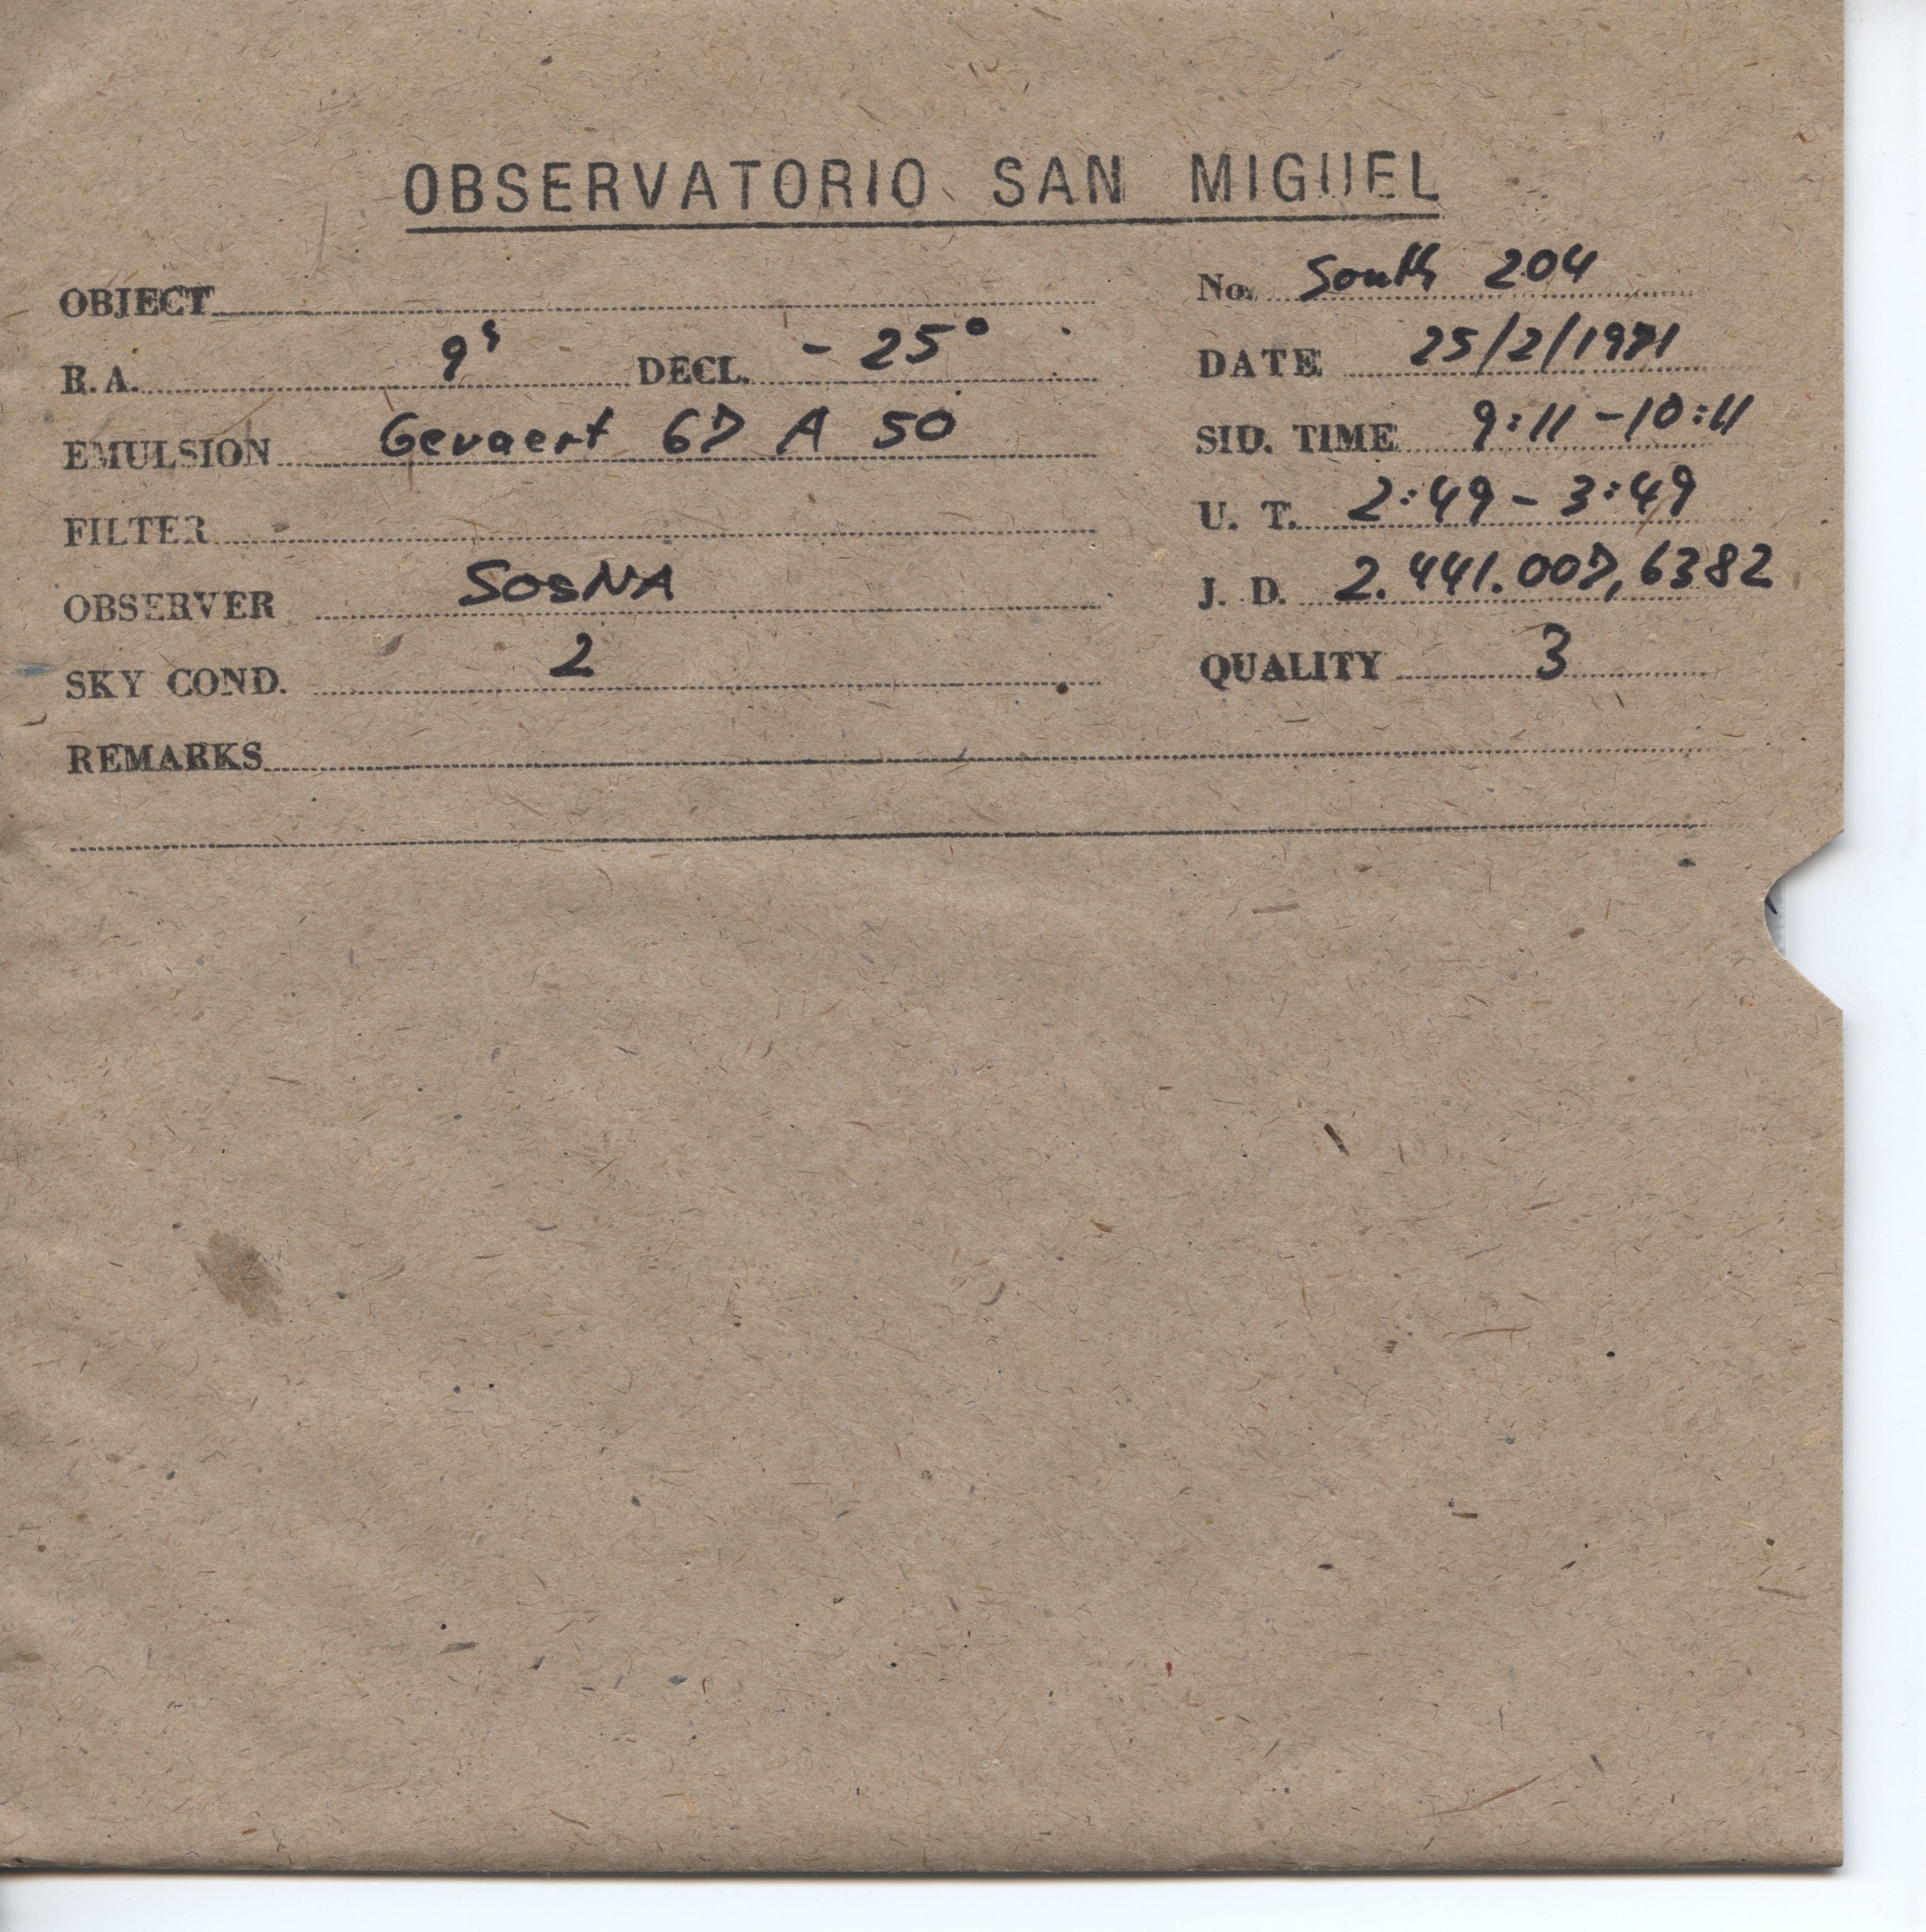 OBSERVATORIO SAN MIGUEL
OBJECT
No. South 204
R.A. 9h DECL. - 25°
DATE 25/2/1971
EMULSION Gevaert 67 A 50
SID. TIME 9:11 - 10:11
FILTER
U. T. 2:49 - 3:49
OBSERVER SOSNA
J. D. 2.441.007,6382
SKY COND. 2
QUALITY 3
REMARKS